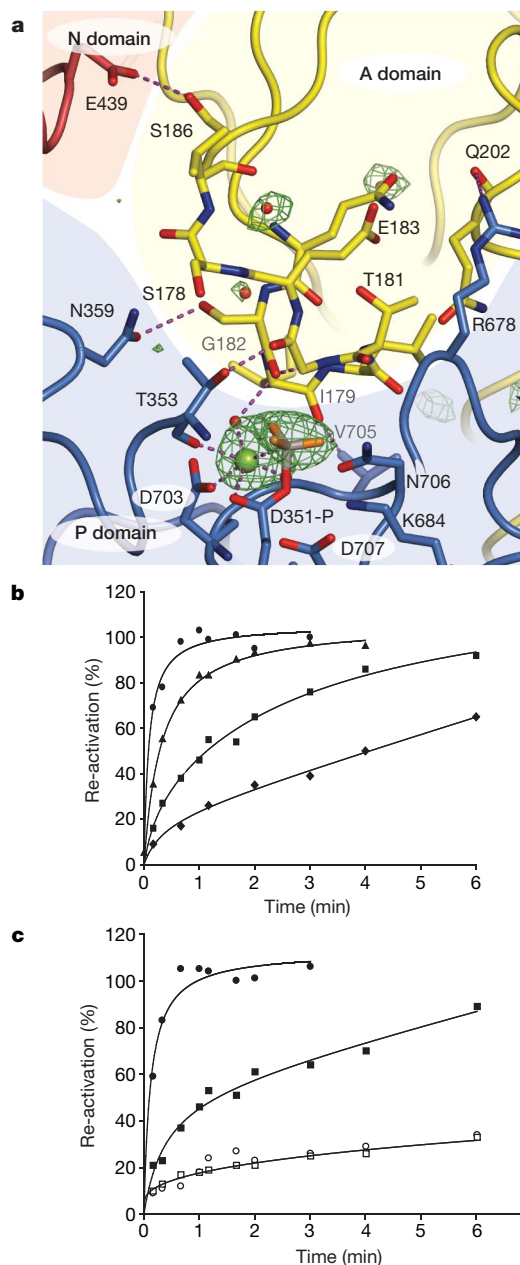 a
N domain
E439
A domain
S186
Q202
E183
S178
T181
N359
R678
G182
I179
T353
V705
N706
D703
D351-P
K684
P domain
D707
b
120
100
80
60
40
20
0
Re-activation (%)
0 1 2 3 4 5 6
Time (min)
c
120
100
80
60
40
20
0
Re-activation (%)
0 1 2 3 4 5 6
Time (min)